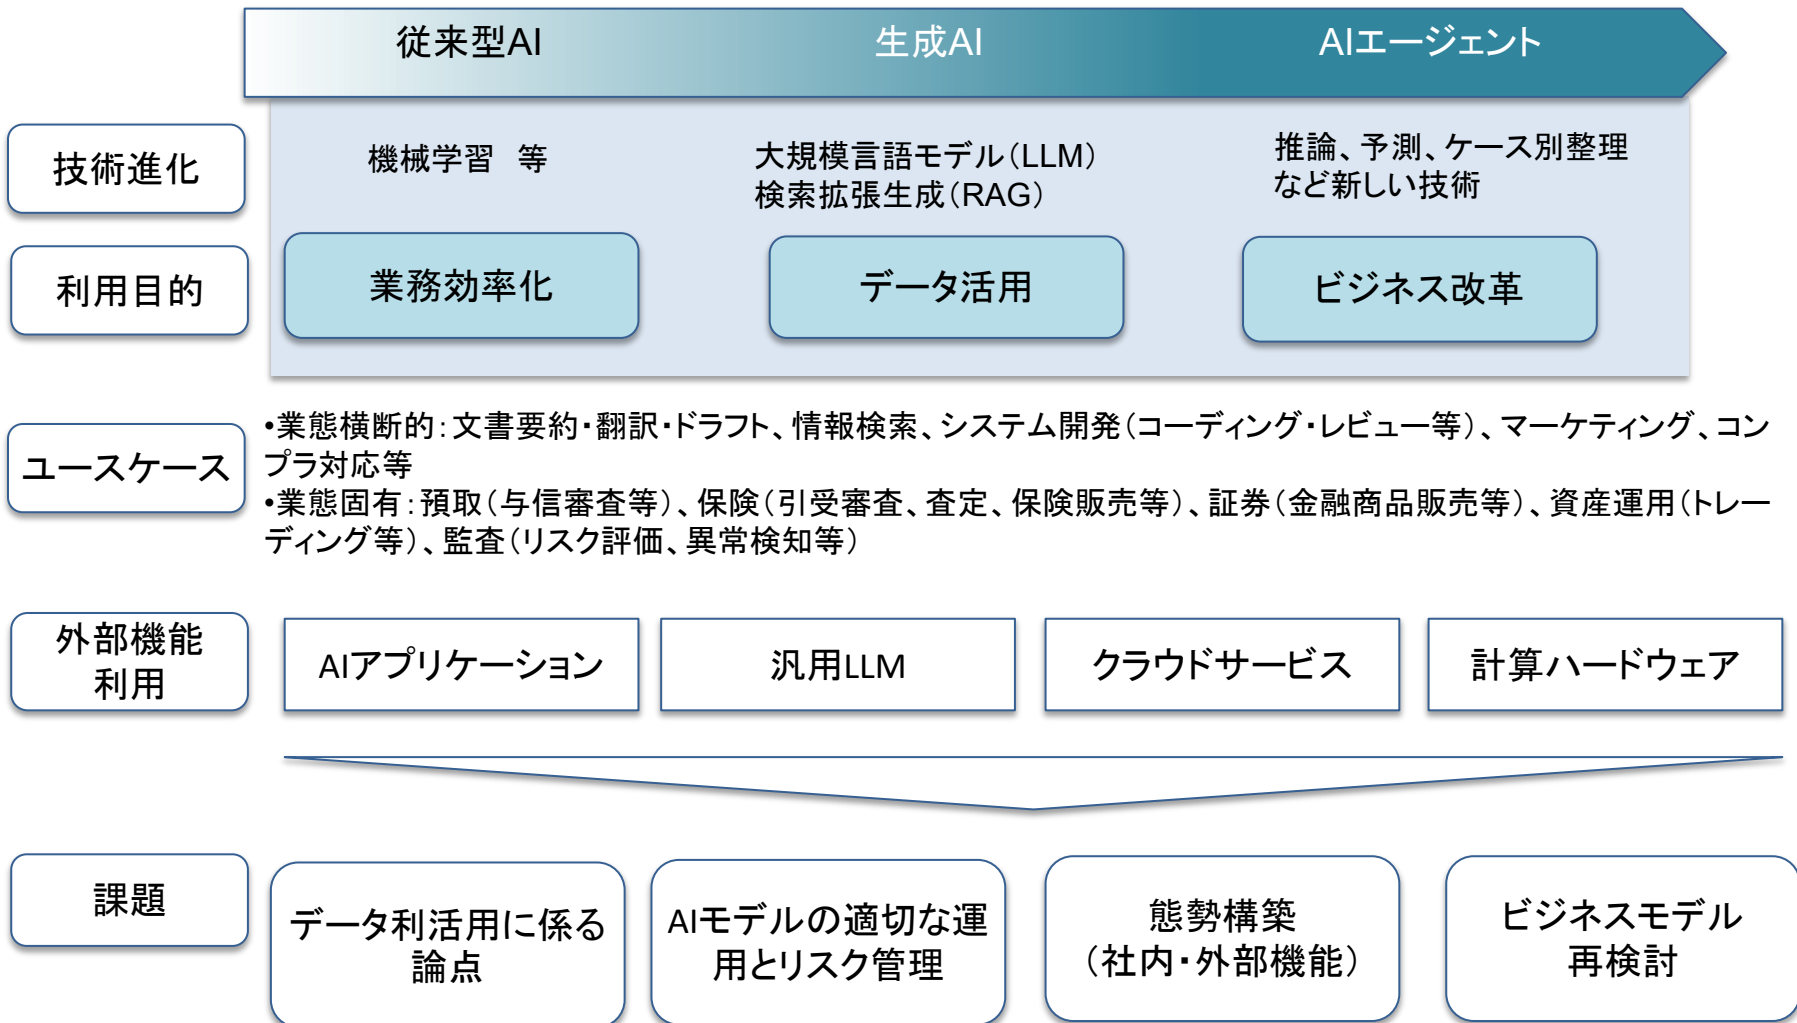 従来型AI 生成AI AIエージェント
技術進化
機械学習　等
大規模言語モデル（LLM）
検索拡張生成（RAG）
推論、予測、ケース別整理
など新しい技術
利用目的
業務効率化 データ活用 ビジネス改革
ユースケース
•業態横断的：文書要約・翻訳・ドラフト、情報検索、システム開発（コーディング・レビュー等）、マーケティング、コン
プラ対応等
•業態固有：預取（与信審査等）、保険（引受審査、査定、保険販売等）、証券（金融商品販売等）、資産運用（トレー
ディング等）、監査（リスク評価、異常検知等）
外部機能
利用
AIアプリケーション 汎用LLM クラウドサービス 計算ハードウェア
課題
データ利活用に係る
論点
AIモデルの適切な運
用とリスク管理
態勢構築
（社内・外部機能）
ビジネスモデル
再検討